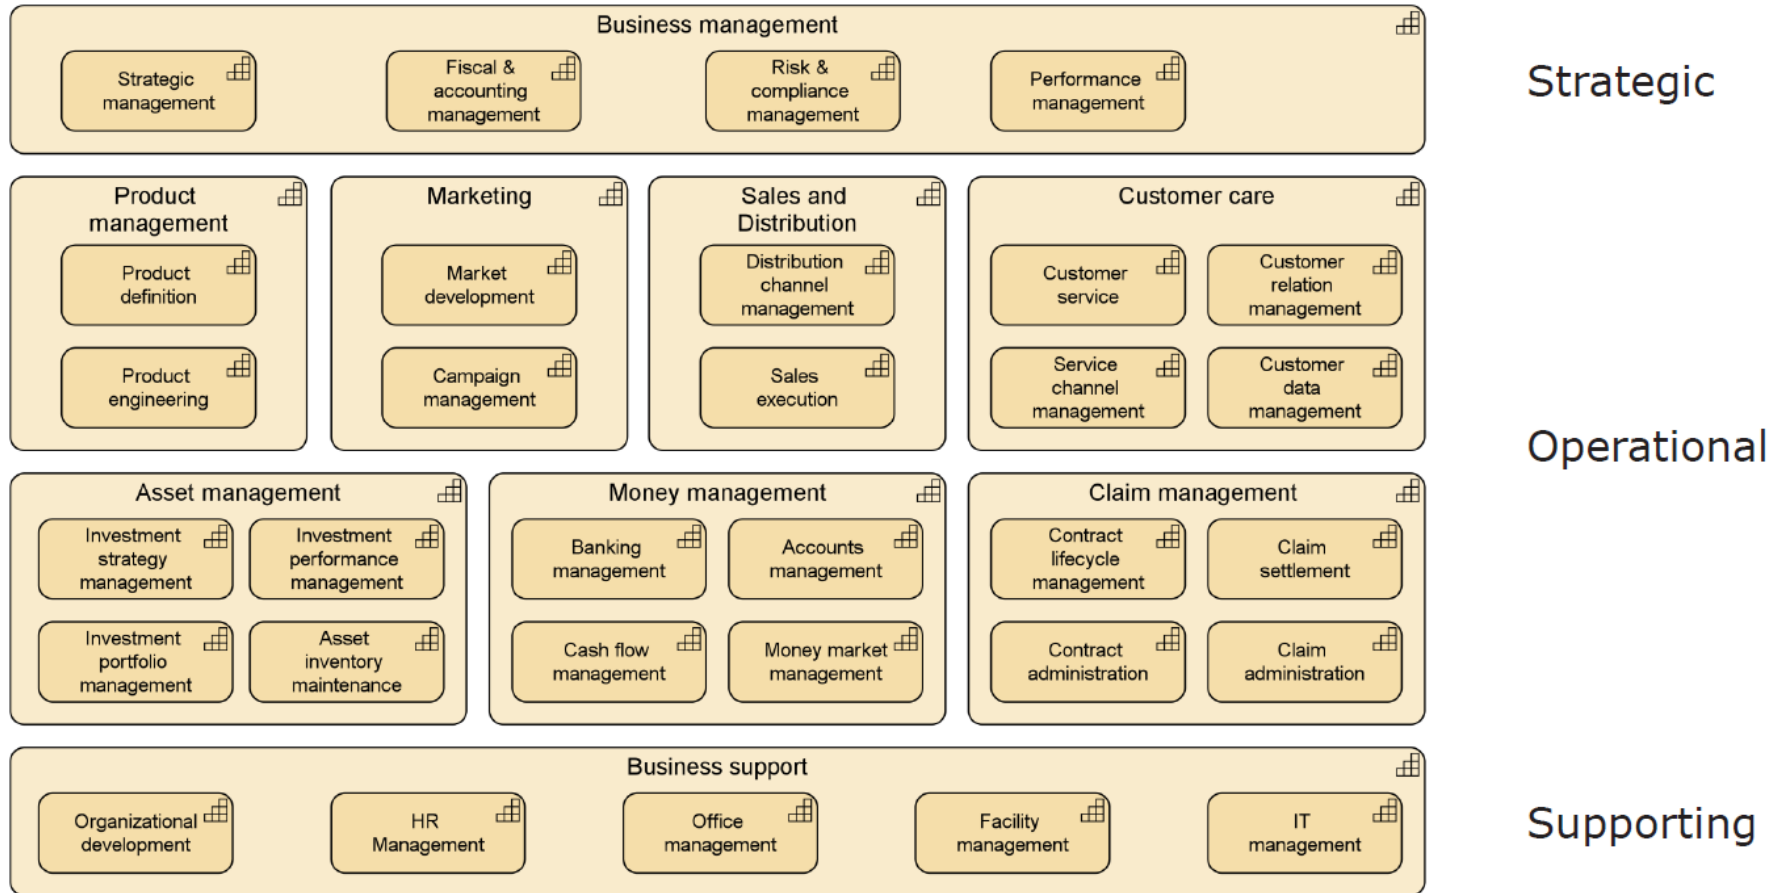 Business management
Strategic
management
Fiscal &
accounting
management
Risk &
compliance
management
Performance
management
Strategic
Product
management
Product
definition
Product
engineering
Marketing
Market
development
Campaign
management
Sales and
Distribution
Distribution
channel
management
Sales
execution
Customer care
Customer
service
Customer
relation
management
Service
channel
management
Customer
data
management
Operational
Asset management
Investment
strategy
management
Investment
performance
management
Investment
portfolio
management
Asset
inventory
maintenance
Money management
Banking
management
Accounts
management
Cash flow
management
Money market
management
Claim management
Contract
lifecycle
management
Claim
settlement
Contract
administration
Claim
administration
Business support
Organizational
development
HR
Management
Office
management
Facility
management
IT
management
Supporting